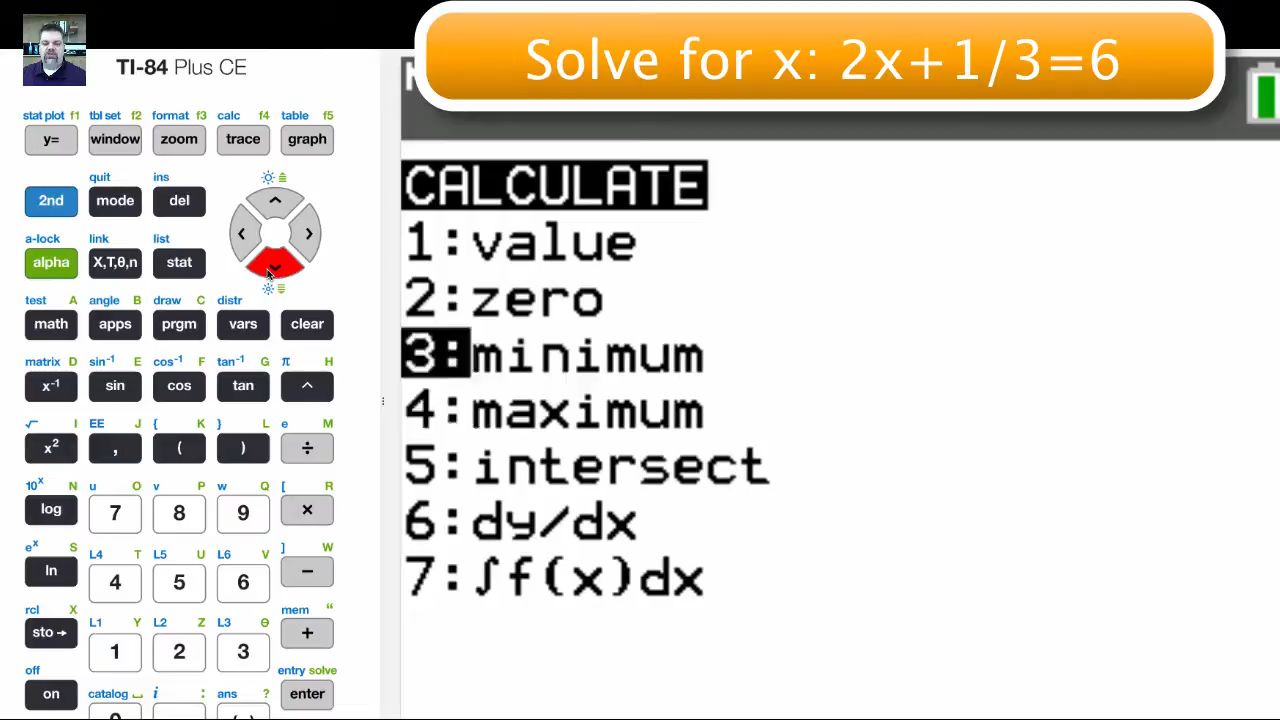 Solve for x: 2x+1/3=6
TI-84 Plus CE
stat plot f1 tbl set f2 format f3 calc f4 table f5
y= window zoom trace graph
quit ins
2nd mode del
a-lock link list
alpha X,T,θ,n stat
test A angle B draw C distr
math apps prgm vars clear
matrix D sin⁻¹ E cos⁻¹ F tan⁻¹ G π H
x⁻¹ sin cos tan ^
√ I EE J { K } L e M
x² , ( ) ÷
10ˣ N u O v P w Q [ R
log 7 8 9 ×
eˣ S L4 T L5 U L6 V ] W
ln 4 5 6 −
rcl X L1 Y L2 Z L3 θ mem “
sto→ 1 2 3 +
off catalog ⎵ i : ans ? entry solve
on enter
CALCULATE
1:value
2:zero
3:minimum
4:maximum
5:intersect
6:dy/dx
7:∫f(x)dx